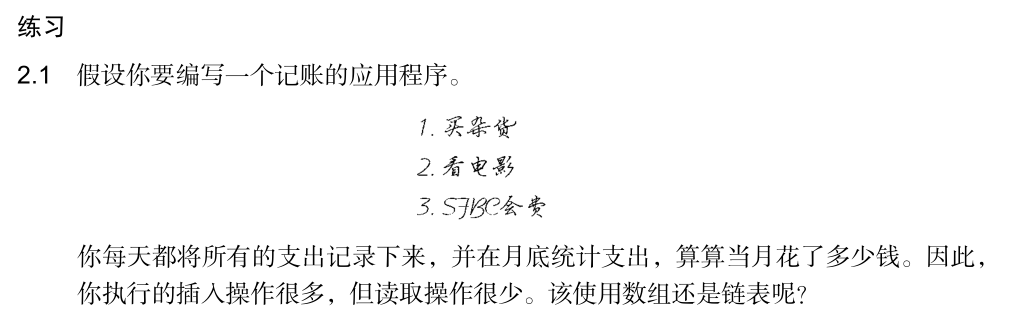 练习
2.1 假设你要编写一个记账的应用程序。
1. 买杂货
2. 看电影
3. SFBC会费
你每天都将所有的支出记录下来，并在月底统计支出，算算当月花了多少钱。因此，
你执行的插入操作很多，但读取操作很少。该使用数组还是链表呢？